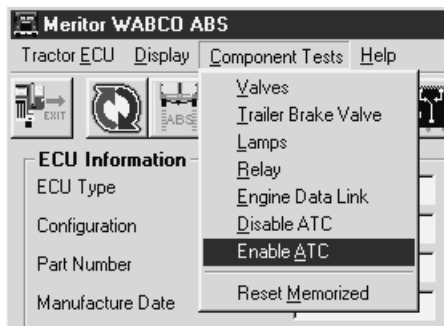 Meritor WABCO ABS
Tractor ECU Display Component Tests Help
EXIT
ABS
Valves
Trailer Brake Valve
Lamps
Relay
Engine Data Link
Disable ATC
Enable ATC
Reset Memorized
ECU Information
ECU Type
Configuration
Part Number
Manufacture Date